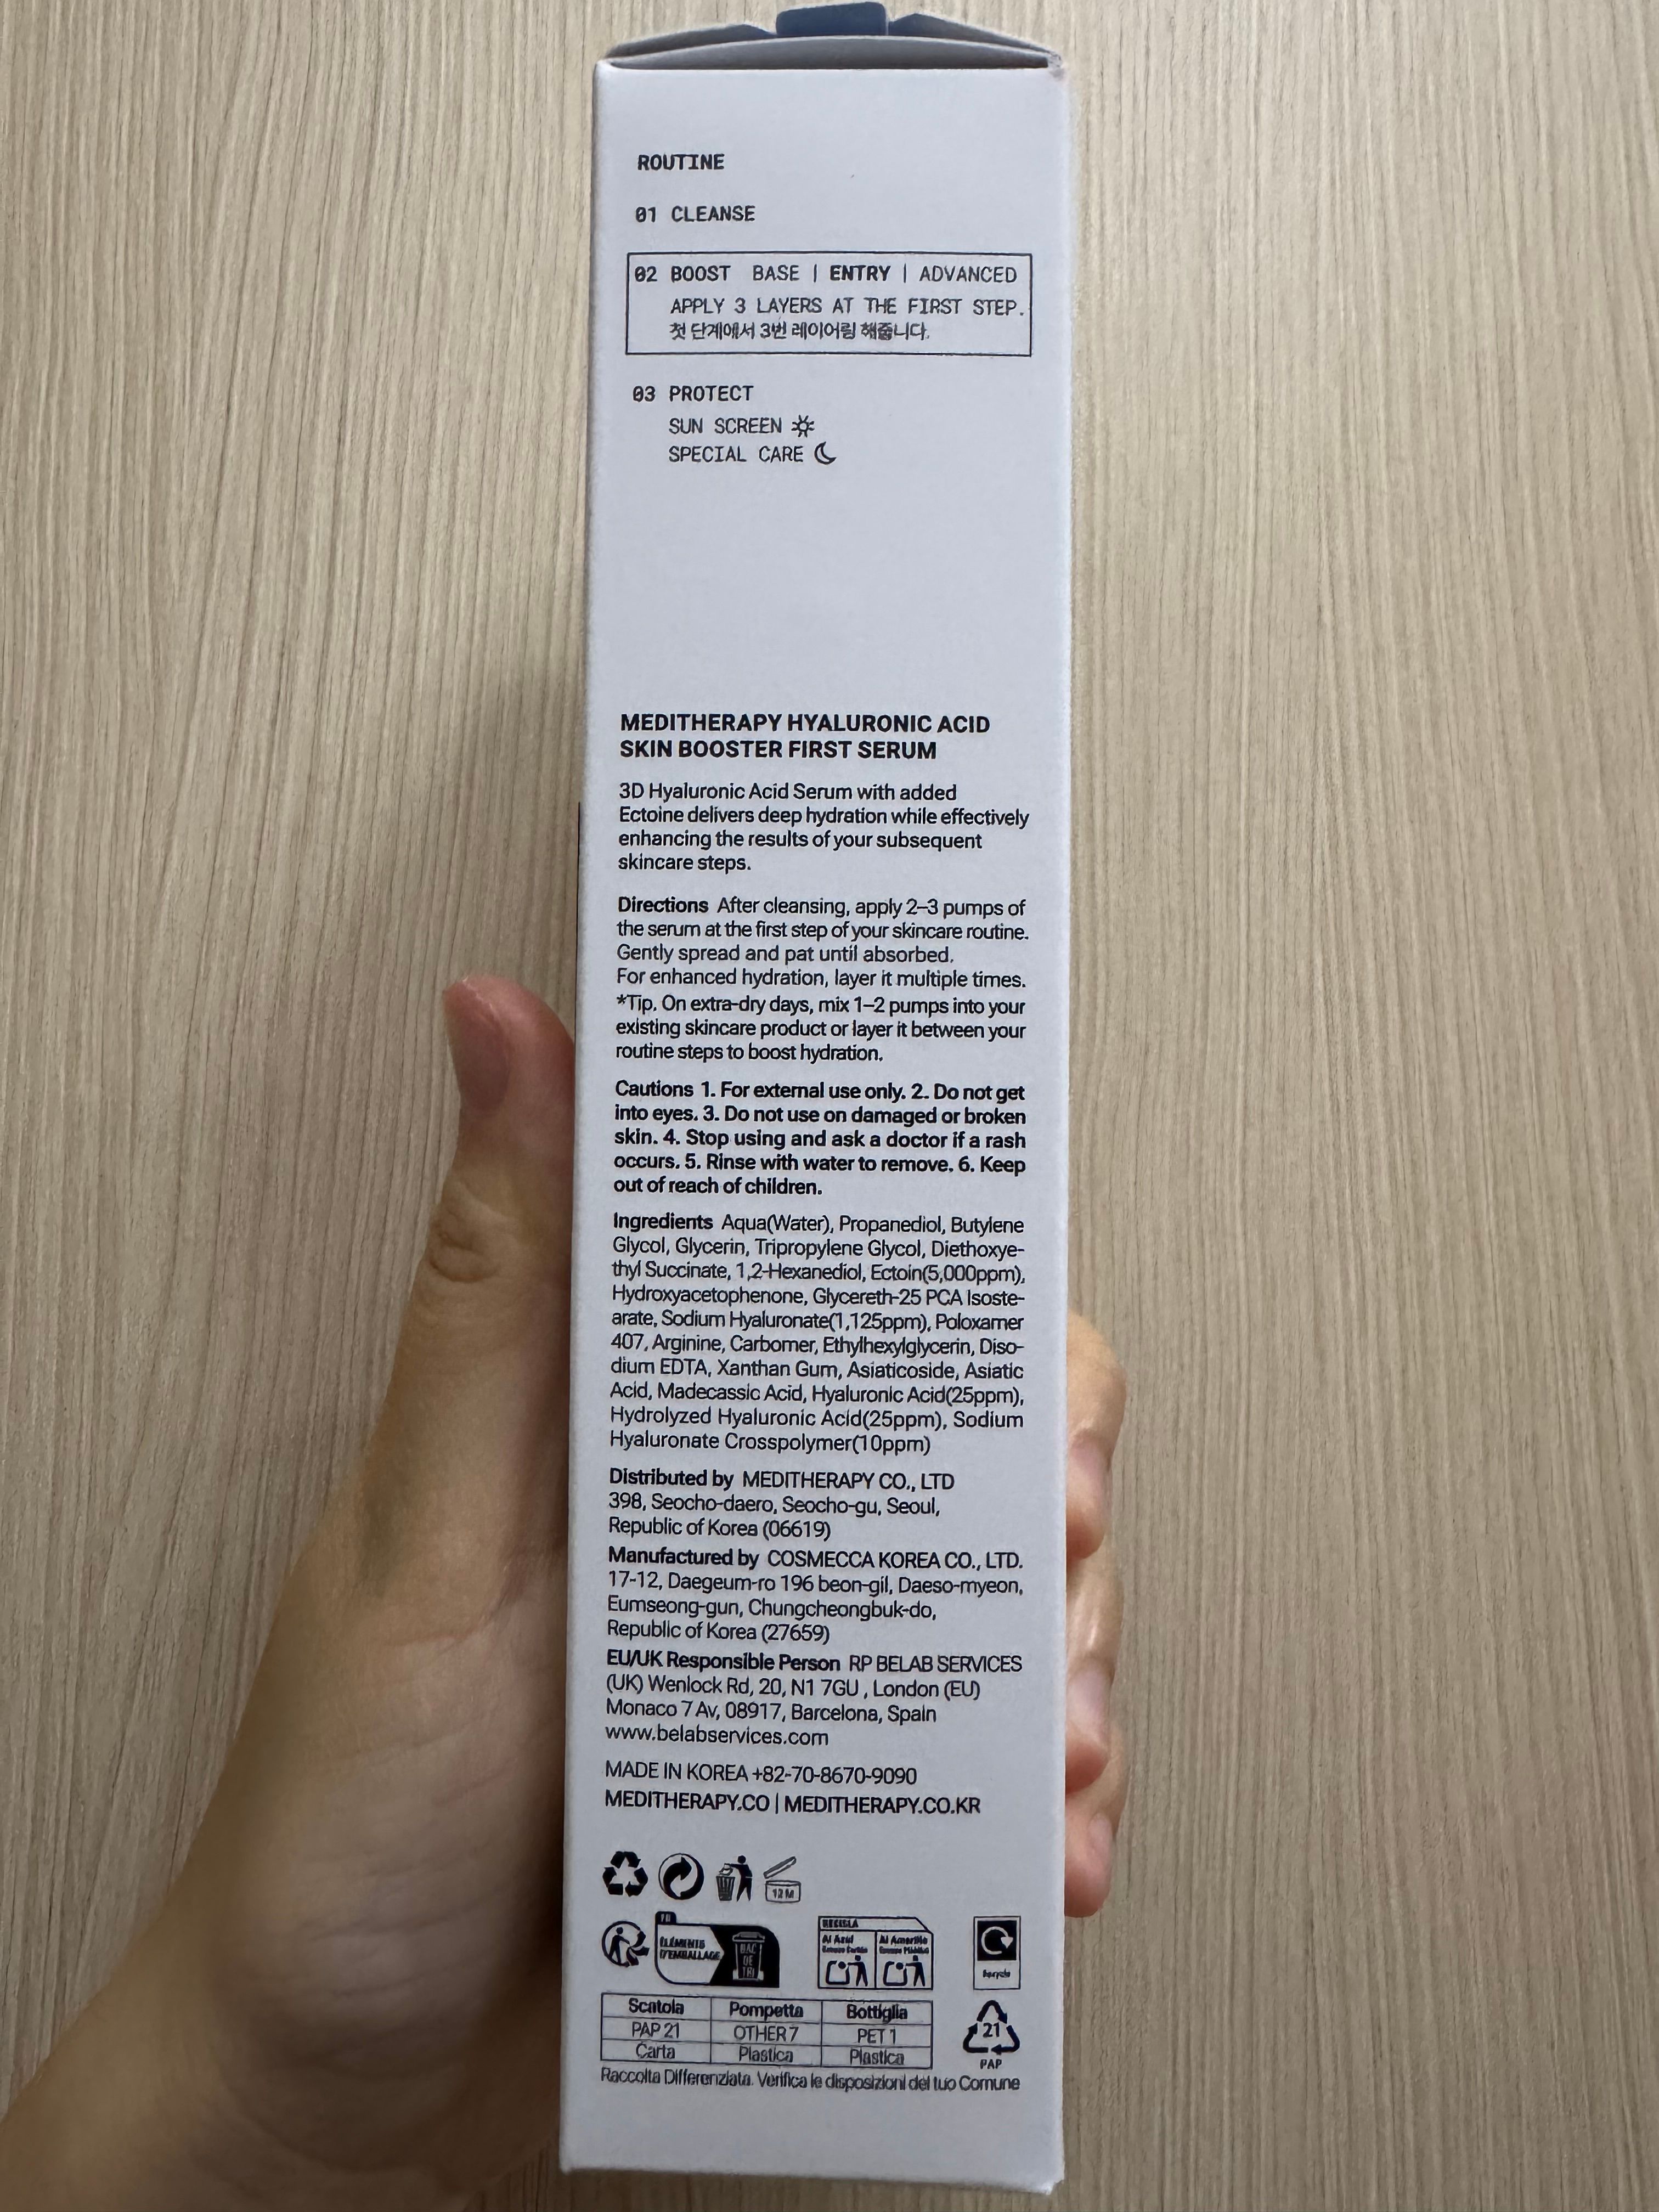 ROUTINE
01 CLEANSE
02 BOOST BASE | ENTRY | ADVANCED
APPLY 3 LAYERS AT THE FIRST STEP.
첫 단계에서 3번 레이어링 해줍니다.
03 PROTECT
SUN SCREEN
SPECIAL CARE
MEDITHERAPY HYALURONIC ACID
SKIN BOOSTER FIRST SERUM
3D Hyaluronic Acid Serum with added
Ectoine delivers deep hydration while effectively
enhancing the results of your subsequent
skincare steps.
Directions After cleansing, apply 2–3 pumps of
the serum at the first step of your skincare routine.
Gently spread and pat until absorbed.
For enhanced hydration, layer it multiple times.
*Tip. On extra-dry days, mix 1–2 pumps into your
existing skincare product or layer it between your
routine steps to boost hydration.
Cautions 1. For external use only. 2. Do not get
into eyes. 3. Do not use on damaged or broken
skin. 4. Stop using and ask a doctor if a rash
occurs. 5. Rinse with water to remove. 6. Keep
out of reach of children.
Ingredients Aqua(Water), Propanediol, Butylene
Glycol, Glycerin, Tripropylene Glycol, Diethoxye-
thyl Succinate, 1,2-Hexanediol, Ectoin(5,000ppm),
Hydroxyacetophenone, Glycereth-25 PCA Isoste-
arate, Sodium Hyaluronate(1,125ppm), Poloxamer
407, Arginine, Carbomer, Ethylhexylglycerin, Diso-
dium EDTA, Xanthan Gum, Asiaticoside, Asiatic
Acid, Madecassic Acid, Hyaluronic Acid(25ppm),
Hydrolyzed Hyaluronic Acid(25ppm), Sodium
Hyaluronate Crosspolymer(10ppm)
Distributed by MEDITHERAPY CO., LTD
398, Seocho-daero, Seocho-gu, Seoul,
Republic of Korea (06619)
Manufactured by COSMECCA KOREA CO., LTD.
17-12, Daegeum-ro 196 beon-gil, Daeso-myeon,
Eumseong-gun, Chungcheongbuk-do,
Republic of Korea (27659)
EU/UK Responsible Person RP BELAB SERVICES
(UK) Wenlock Rd, 20, N1 7GU , London (EU)
Monaco 7 Av, 08917, Barcelona, Spain
www.belabservices.com
MADE IN KOREA +82-70-8670-9090
MEDITHERAPY.CO | MEDITHERAPY.CO.KR
12M
FR
ÉLÉMENTS
D'EMBALLAGE
BAC
DE
TRI
RECICLA
Al Azul Al Amarillo
Recycle
Scatola Pompetta Bottiglia
PAP 21 OTHER 7 PET 1
Carta Plastica Plastica
21
PAP
Raccolta Differenziata. Verifica le disposizioni del tuo Comune